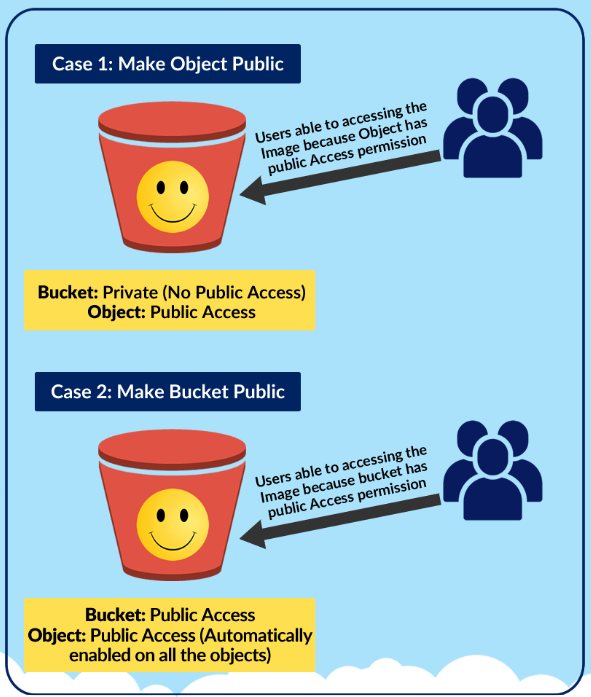 Case 1: Make Object Public
Users able to accessing the
Image because Object has
public Access permission
Bucket: Private (No Public Access)
Object: Public Access
Case 2: Make Bucket Public
Users able to accessing the
Image because bucket has
public Access permission
Bucket: Public Access
Object: Public Access (Automatically
enabled on all the objects)